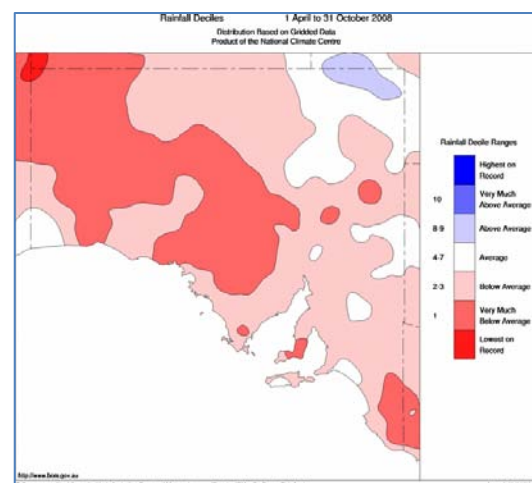 Rainfall Deciles 1 April to 31 October 2008
Distribution Based on Gridded Data
Product of the National Climate Centre
Rainfall Decile Ranges
Highest on
Record
10 Very Much
Above Average
8-9 Above Average
4-7 Average
2-3 Below Average
1 Very Much
Below Average
Lowest on
Record
http://www.bom.gov.au